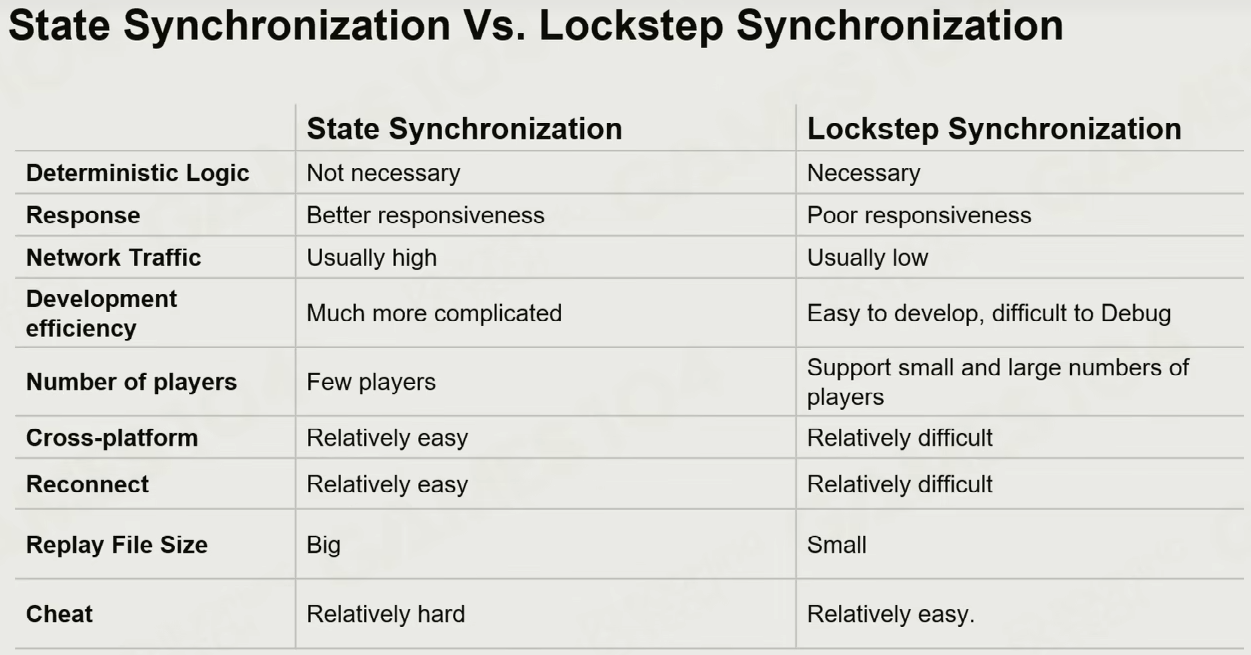 State Synchronization Vs. Lockstep Synchronization
State Synchronization
Lockstep Synchronization
Deterministic Logic
Not necessary
Necessary
Response
Better responsiveness
Poor responsiveness
Network Traffic
Usually high
Usually low
Development
efficiency
Much more complicated
Easy to develop, difficult to Debug
Number of players
Few players
Support small and large numbers of
players
Cross-platform
Relatively easy
Relatively difficult
Reconnect
Relatively easy
Relatively difficult
Replay File Size
Big
Small
Cheat
Relatively hard
Relatively easy.